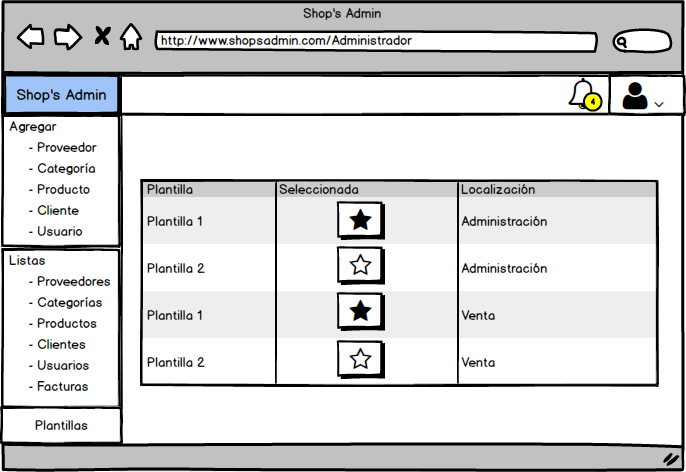 Shop's Admin
http://www.shopsadmin.com/Administrador
Shop's Admin
4
Agregar
- Proveedor
- Categoría
- Producto
- Cliente
- Usuario
Listas
- Proveedores
- Categorías
- Productos
- Clientes
- Usuarios
- Facturas
Plantillas
Plantilla Seleccionada Localización
Plantilla 1 Administración
Plantilla 2 Administración
Plantilla 1 Venta
Plantilla 2 Venta